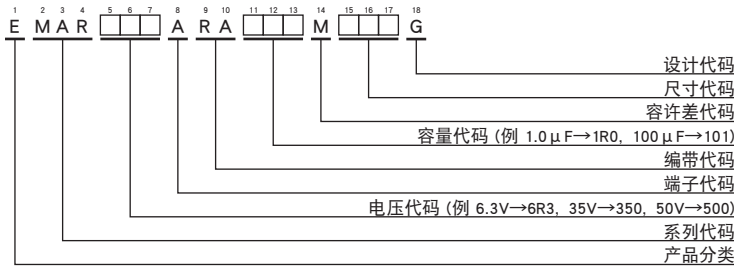 1 2 3 4 5 6 7 8 9 10 11 12 13 14 15 16 17 18
E MAR □□□ A RA □□□ M □□□ G
设计代码
尺寸代码
容许差代码
容量代码 (例 1.0μF→1R0, 100μF→101)
编带代码
端子代码
电压代码 (例 6.3V→6R3, 35V→350, 50V→500)
系列代码
产品分类